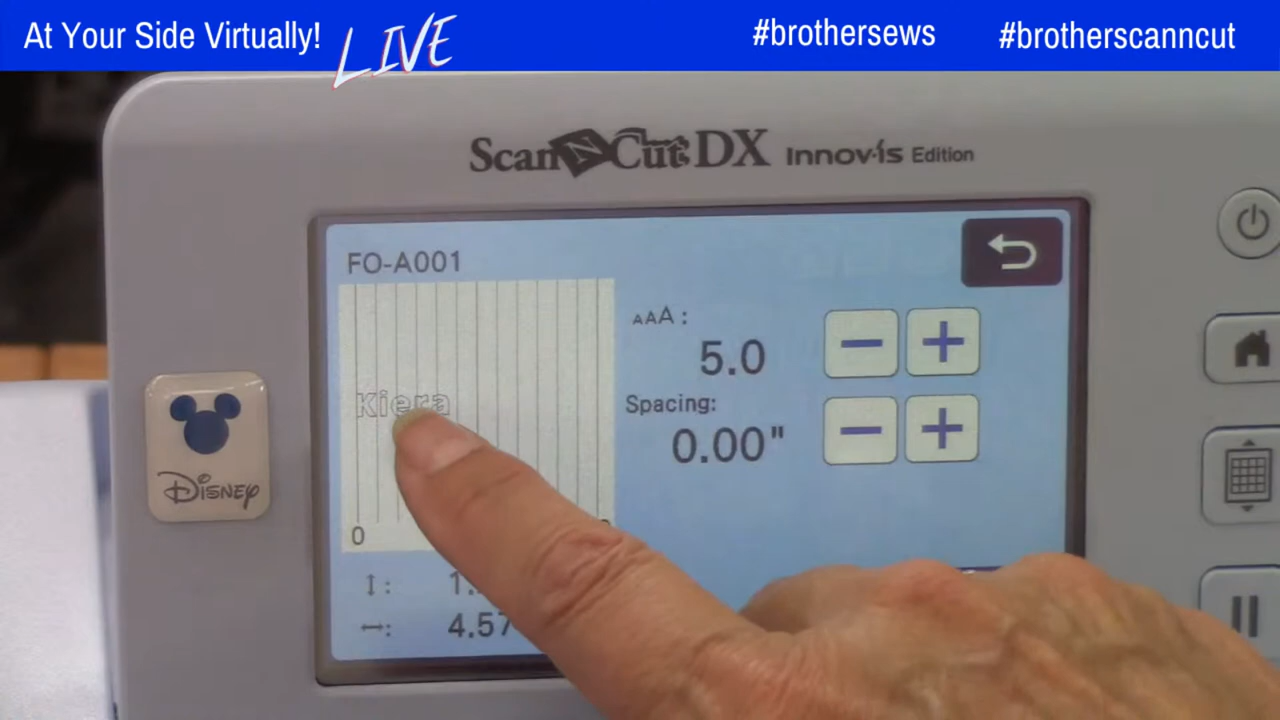 At Your Side Virtually! LIVE
#brothersews #brotherscanncut
ScanNCut DX Innov-ís Edition
FO-A001
AAA :
5.0
Kiera
Spacing:
0.00"
0
4.57
Disney